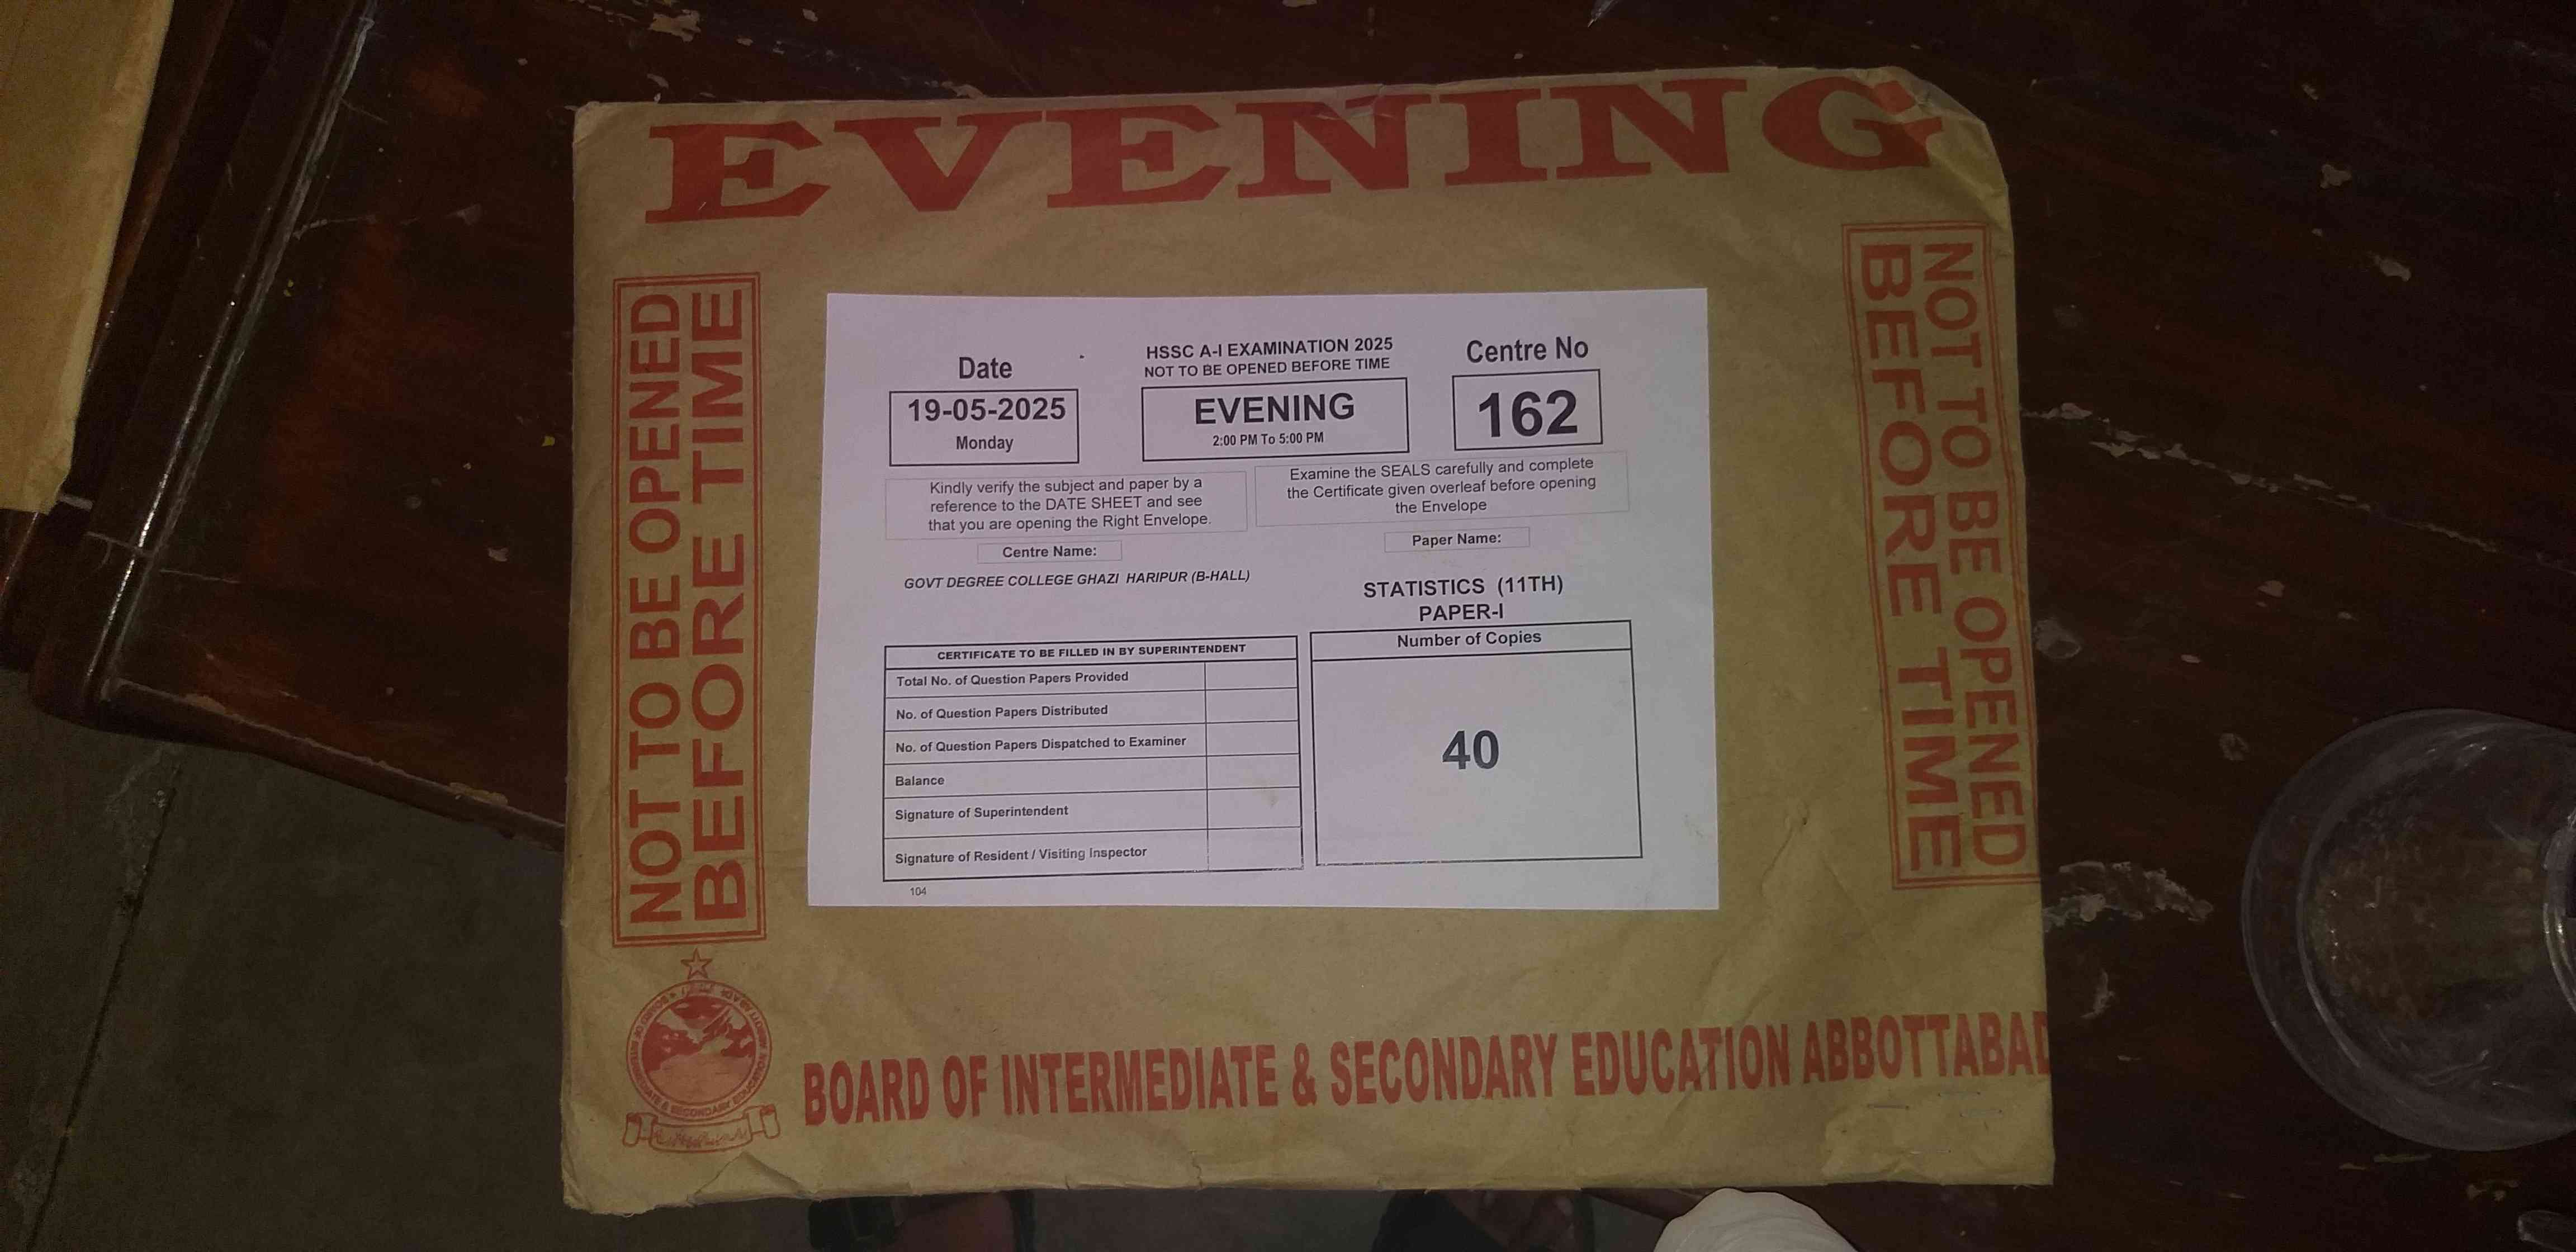 EVENING
NOT TO BE OPENED
BEFORE TIME
NOT TO BE OPENED
BEFORE TIME
Date
19-05-2025
Monday
HSSC A-I EXAMINATION 2025
NOT TO BE OPENED BEFORE TIME
EVENING
2:00 PM To 5:00 PM
Centre No
162
Kindly verify the subject and paper by a
reference to the DATE SHEET and see
that you are opening the Right Envelope.
Examine the SEALS carefully and complete
the Certificate given overleaf before opening
the Envelope
Centre Name:
GOVT DEGREE COLLEGE GHAZI HARIPUR (B-HALL)
Paper Name:
STATISTICS (11TH)
PAPER-I
CERTIFICATE TO BE FILLED IN BY SUPERINTENDENT
Total No. of Question Papers Provided
No. of Question Papers Distributed
No. of Question Papers Dispatched to Examiner
Balance
Signature of Superintendent
Signature of Resident / Visiting Inspector
Number of Copies
40
104
BOARD OF INTERMEDIATE & SECONDARY EDUCATION ABBOTTABAD